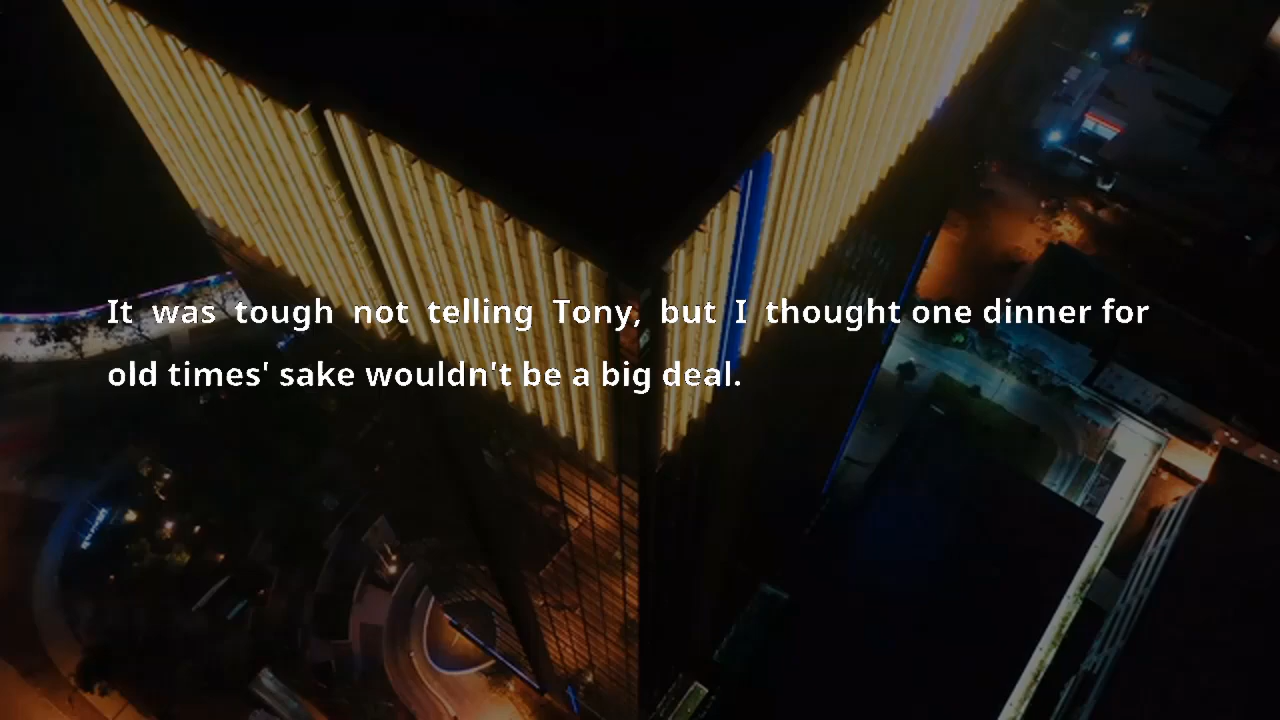 It was tough not telling Tony, but I thought one dinner for
old times' sake wouldn't be a big deal.